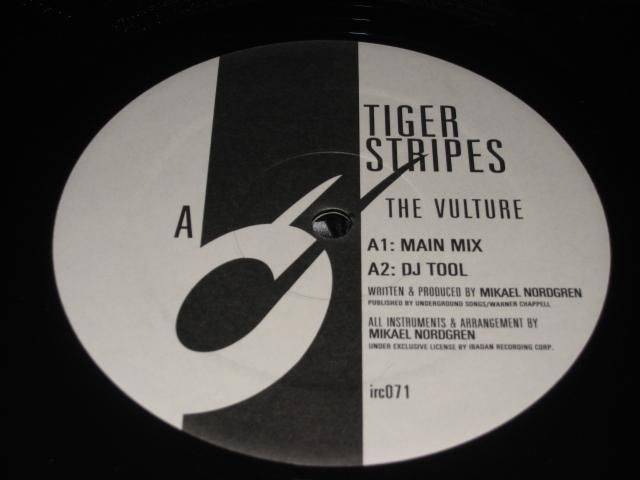 TIGER
STRIPES
A
THE VULTURE
A1: MAIN MIX
A2: DJ TOOL
WRITTEN & PRODUCED BY MIKAEL NORDGREN
PUBLISHED BY UNDERGROUND SONGS/WARNER CHAPPELL
ALL INSTRUMENTS & ARRANGEMENT BY
MIKAEL NORDGREN
UNDER EXCLUSIVE LICENSE BY IBADAN RECORDING CORP.
irc071